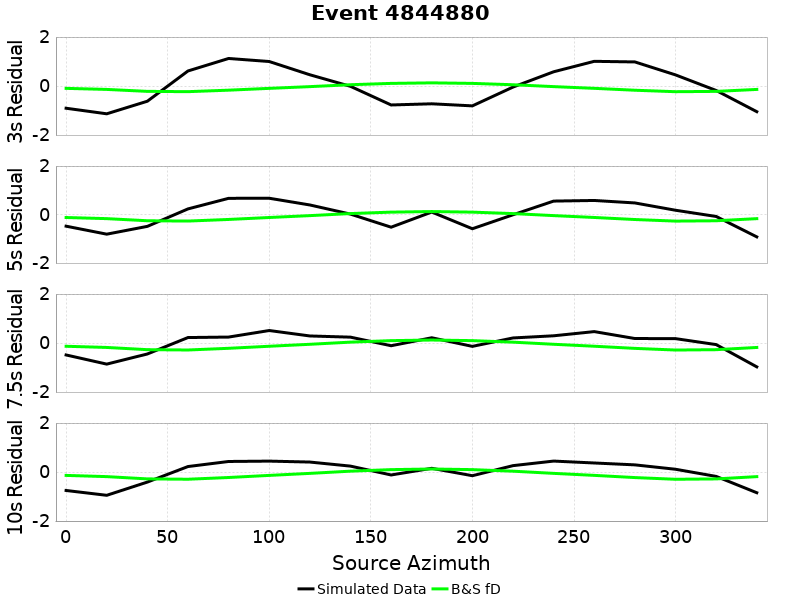 Event 4844880
3s Residual
2
0
-2
5s Residual
2
0
-2
7.5s Residual
2
0
-2
10s Residual
2
0
-2
0 50 100 150 200 250 300
Source Azimuth
Simulated Data B&S fD